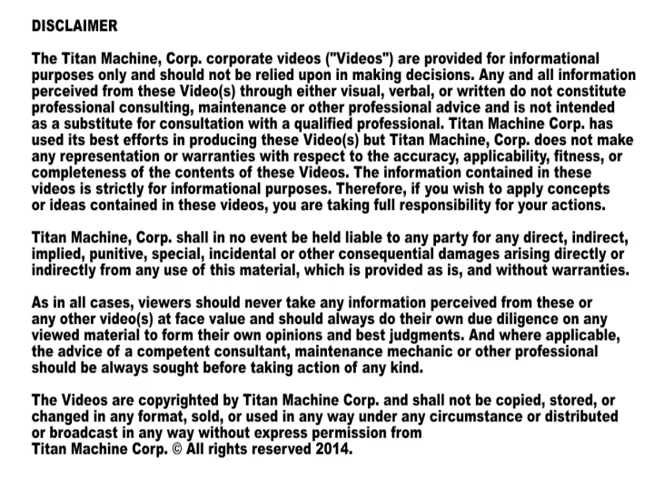 DISCLAIMER
The Titan Machine, Corp. corporate videos ("Videos") are provided for informational
purposes only and should not be relied upon in making decisions. Any and all information
perceived from these Video(s) through either visual, verbal, or written do not constitute
professional consulting, maintenance or other professional advice and is not intended
as a substitute for consultation with a qualified professional. Titan Machine Corp. has
used its best efforts in producing these Video(s) but Titan Machine, Corp. does not make
any representation or warranties with respect to the accuracy, applicability, fitness, or
completeness of the contents of these Videos. The information contained in these
videos is strictly for informational purposes. Therefore, if you wish to apply concepts
or ideas contained in these videos, you are taking full responsibility for your actions.
Titan Machine, Corp. shall in no event be held liable to any party for any direct, indirect,
implied, punitive, special, incidental or other consequential damages arising directly or
indirectly from any use of this material, which is provided as is, and without warranties.
As in all cases, viewers should never take any information perceived from these or
any other video(s) at face value and should always do their own due diligence on any
viewed material to form their own opinions and best judgments. And where applicable,
the advice of a competent consultant, maintenance mechanic or other professional
should be always sought before taking action of any kind.
The Videos are copyrighted by Titan Machine Corp. and shall not be copied, stored, or
changed in any format, sold, or used in any way under any circumstance or distributed
or broadcast in any way without express permission from
Titan Machine Corp. © All rights reserved 2014.